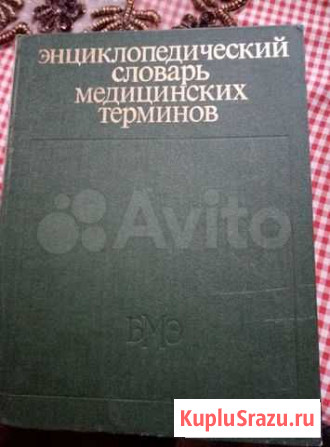 энциклопедический
словарь
медицинских
терминов
Avito
БМЭ
KupluSrazu.ru